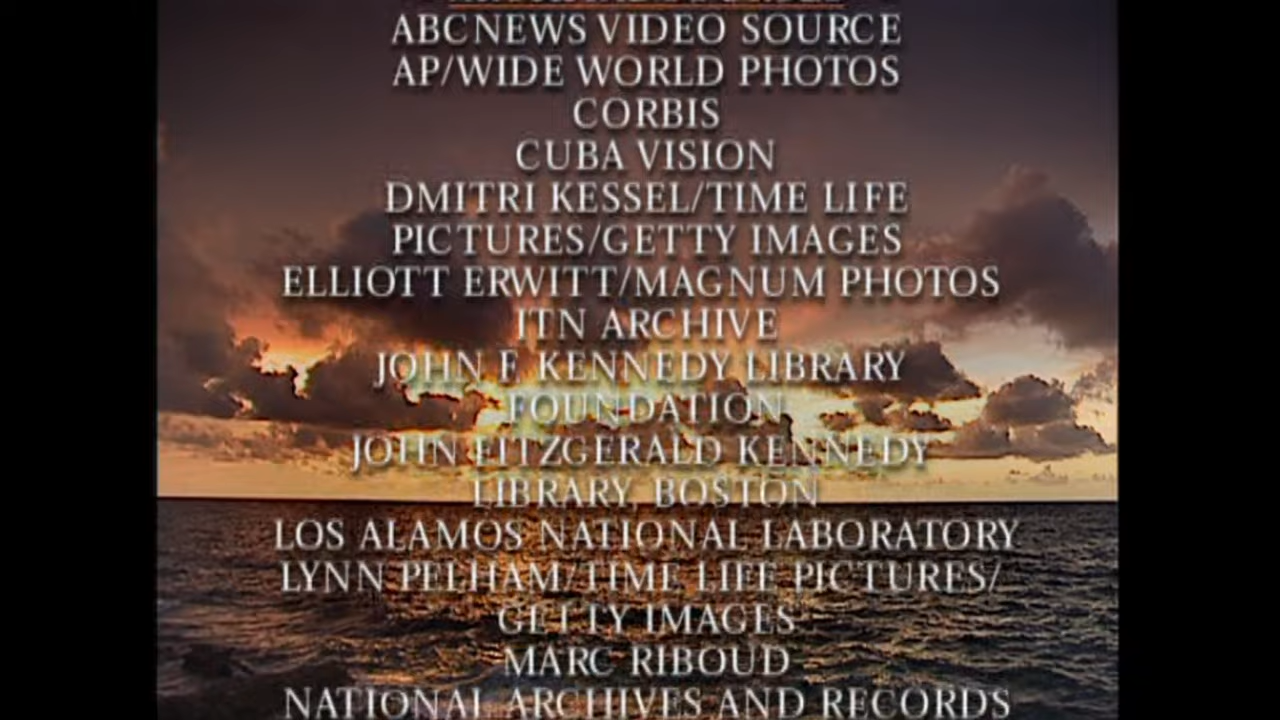 ABCNEWS VIDEO SOURCE
AP/WIDE WORLD PHOTOS
CORBIS
CUBA VISION
DMITRI KESSEL/TIME LIFE
PICTURES/GETTY IMAGES
ELLIOTT ERWITT/MAGNUM PHOTOS
ITN ARCHIVE
JOHN F. KENNEDY LIBRARY
FOUNDATION
JOHN FITZGERALD KENNEDY
LIBRARY, BOSTON
LOS ALAMOS NATIONAL LABORATORY
LYNN PELHAM/TIME LIFE PICTURES/
GETTY IMAGES
MARC RIBOUD
NATIONAL ARCHIVES AND RECORDS